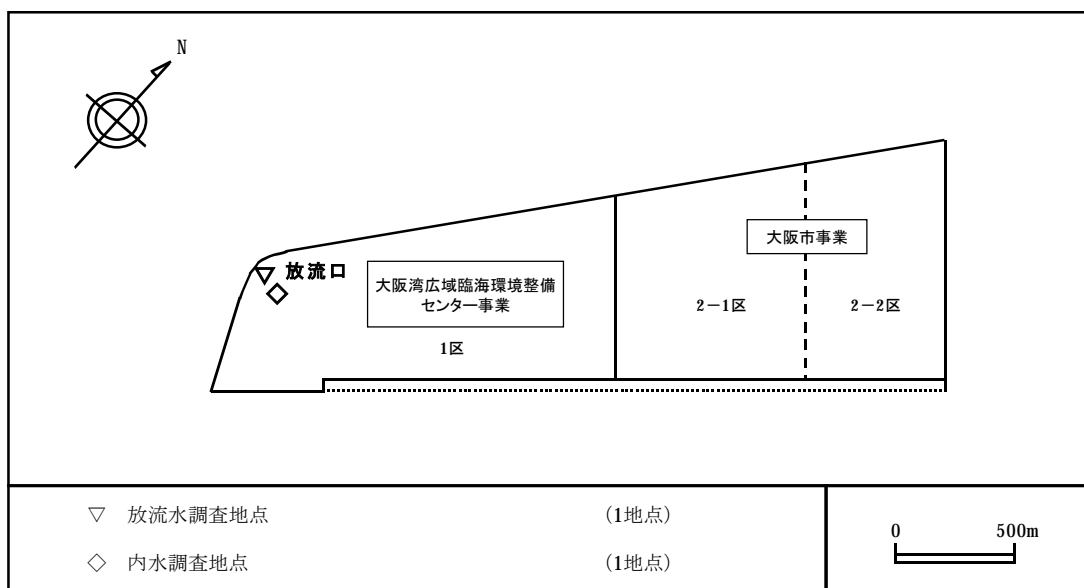 N
放流口
大阪湾広域臨海環境整備
センター事業
1区
大阪市事業
2-1区
2-2区
▽ 放流水調査地点 (1地点)
◇ 内水調査地点 (1地点)
0 500m